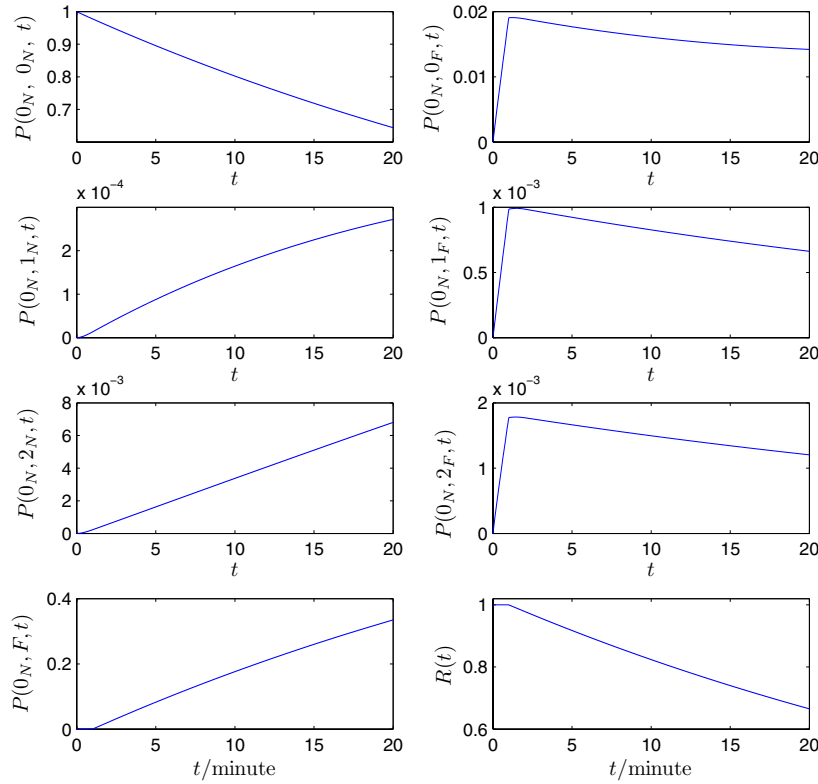 1
0.9
0.8
0.7
0 5 10 15 20
t
P(0_N, 0_N, t)
0.02
0.01
0
0 5 10 15 20
t
P(0_N, 0_F, t)
x 10^−4
2
1
0
0 5 10 15 20
t
P(0_N, 1_N, t)
x 10^−3
1
0.5
0
0 5 10 15 20
t
P(0_N, 1_F, t)
x 10^−3
8
6
4
2
0
0 5 10 15 20
t
P(0_N, 2_N, t)
x 10^−3
2
1
0
0 5 10 15 20
P(0_N, 2_F, t)
0.4
0.2
0
0 5 10 15 20
t/minute
P(0_N, F, t)
1
0.8
0.6
0 5 10 15 20
t/minute
R(t)